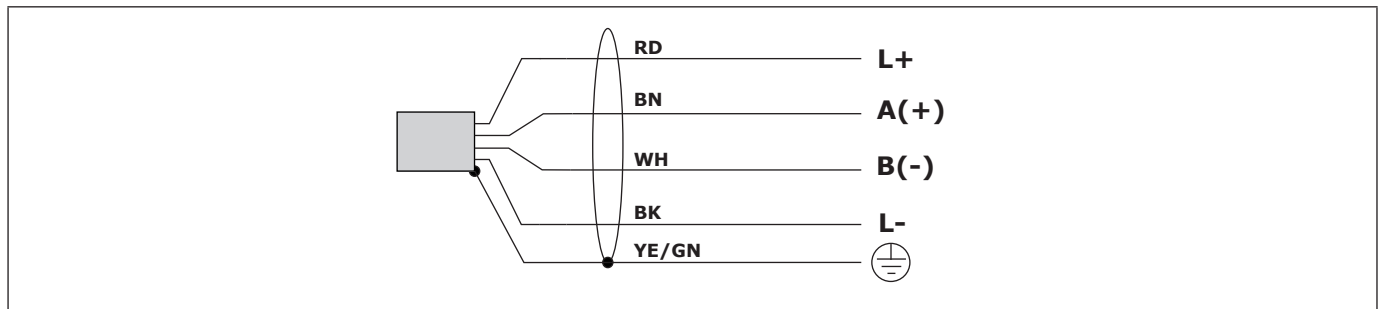 RD L+
BN A(+)
WH B(-)
BK L-
YE/GN